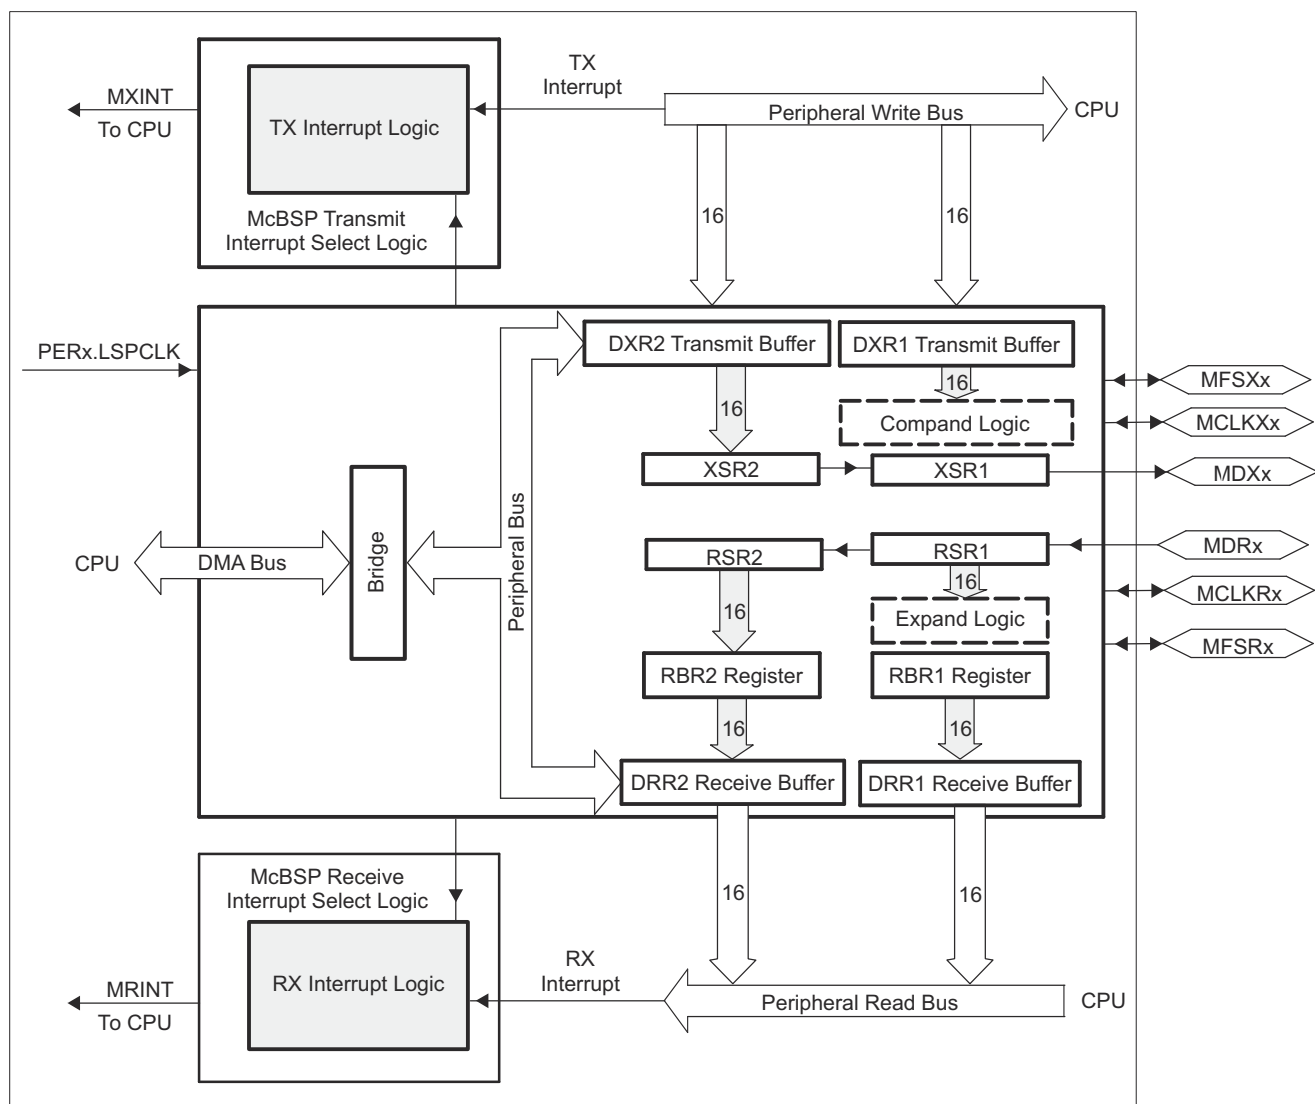 TX
Interrupt
MXINT
To CPU
TX Interrupt Logic
Peripheral Write Bus
CPU
McBSP Transmit
Interrupt Select Logic
16
16
PERx.LSPCLK
DXR2 Transmit Buffer
DXR1 Transmit Buffer
MFSXx
16
16
Compand Logic
MCLKXx
XSR2
XSR1
MDXx
CPU
DMA Bus
Bridge
Peripheral Bus
RSR2
RSR1
MDRx
16
16
MCLKRx
Expand Logic
MFSRx
RBR2 Register
RBR1 Register
16
16
DRR2 Receive Buffer
DRR1 Receive Buffer
McBSP Receive
Interrupt Select Logic
16
16
RX
Interrupt
MRINT
To CPU
RX Interrupt Logic
Peripheral Read Bus
CPU